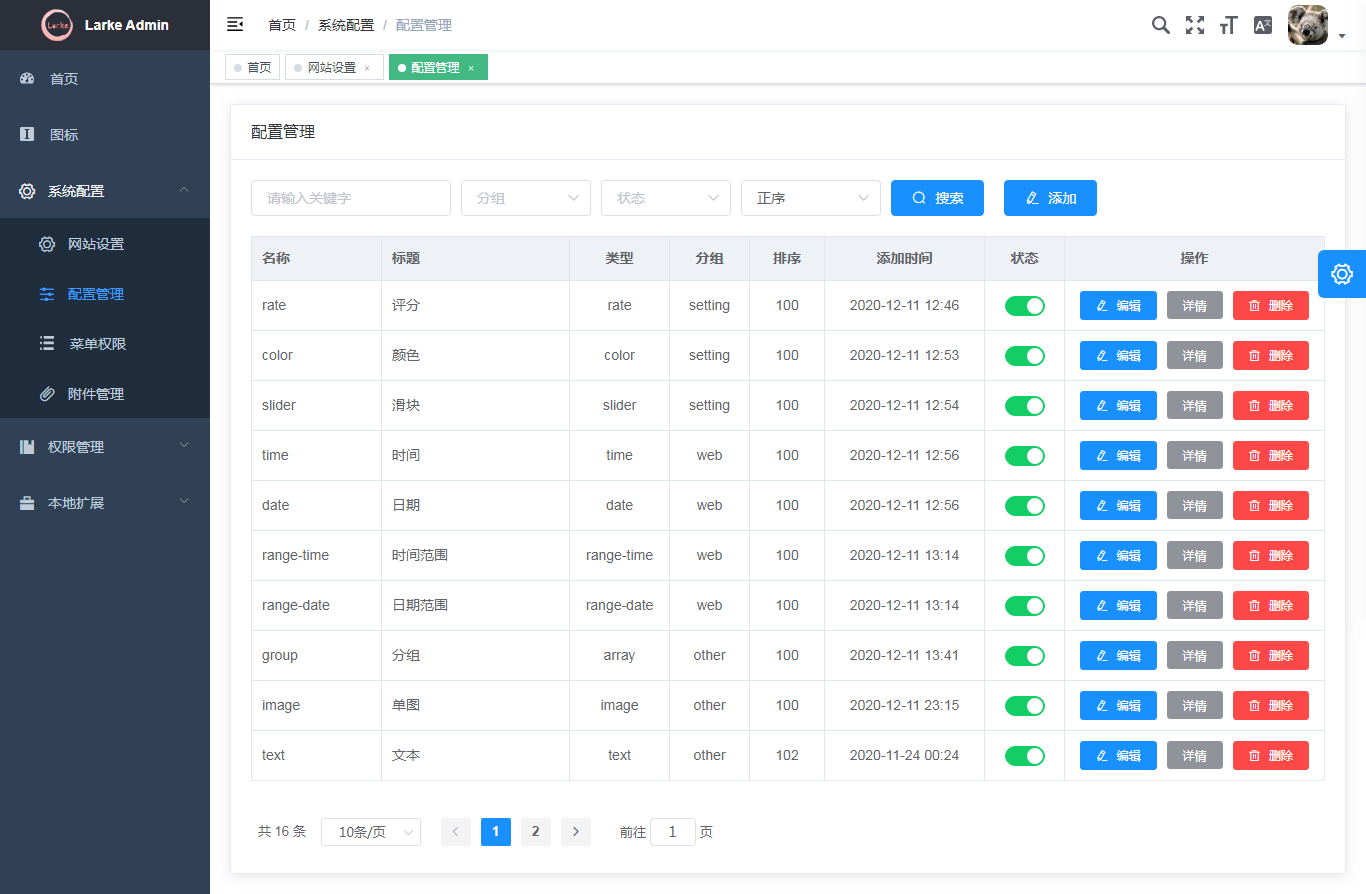 Larke
Larke Admin
首页 / 系统配置 / 配置管理
首页
网站设置 ×
配置管理 ×
首页
图标
系统配置
网站设置
配置管理
菜单权限
附件管理
权限管理
本地扩展
配置管理
请输入关键字 分组 状态 正序 搜索 添加
名称 标题 类型 分组 排序 添加时间 状态 操作
rate 评分 rate setting 100 2020-12-11 12:46 编辑 详情 删除
color 颜色 color setting 100 2020-12-11 12:53 编辑 详情 删除
slider 滑块 slider setting 100 2020-12-11 12:54 编辑 详情 删除
time 时间 time web 100 2020-12-11 12:56 编辑 详情 删除
date 日期 date web 100 2020-12-11 12:56 编辑 详情 删除
range-time 时间范围 range-time web 100 2020-12-11 13:14 编辑 详情 删除
range-date 日期范围 range-date web 100 2020-12-11 13:14 编辑 详情 删除
group 分组 array other 100 2020-12-11 13:41 编辑 详情 删除
image 单图 image other 100 2020-12-11 23:15 编辑 详情 删除
text 文本 text other 102 2020-11-24 00:24 编辑 详情 删除
共 16 条 10条/页 1 2 前往 1 页